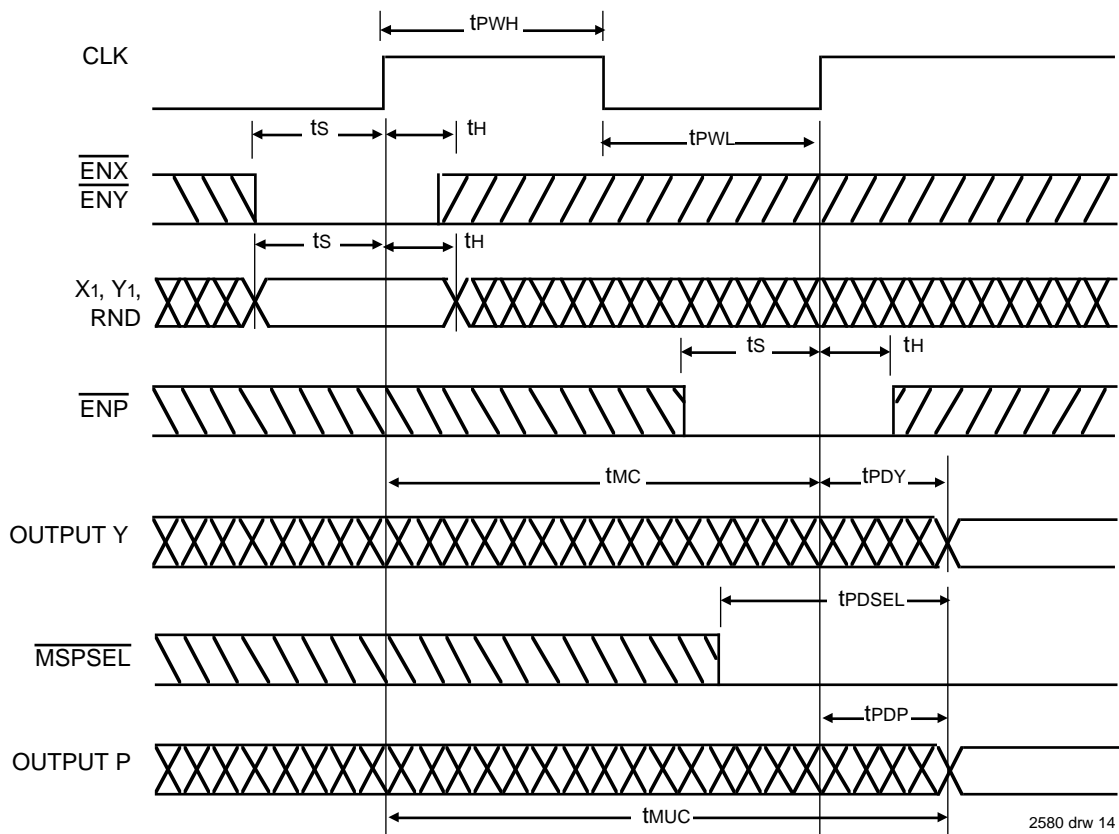 tPWH
CLK
tS
tH
tPWL
ENX
ENY
tS
tH
X1, Y1,
RND
tS
tH
ENP
tMC
tPDY
OUTPUT Y
tPDSEL
MSPSEL
tPDP
OUTPUT P
tMUC
2580 drw 14